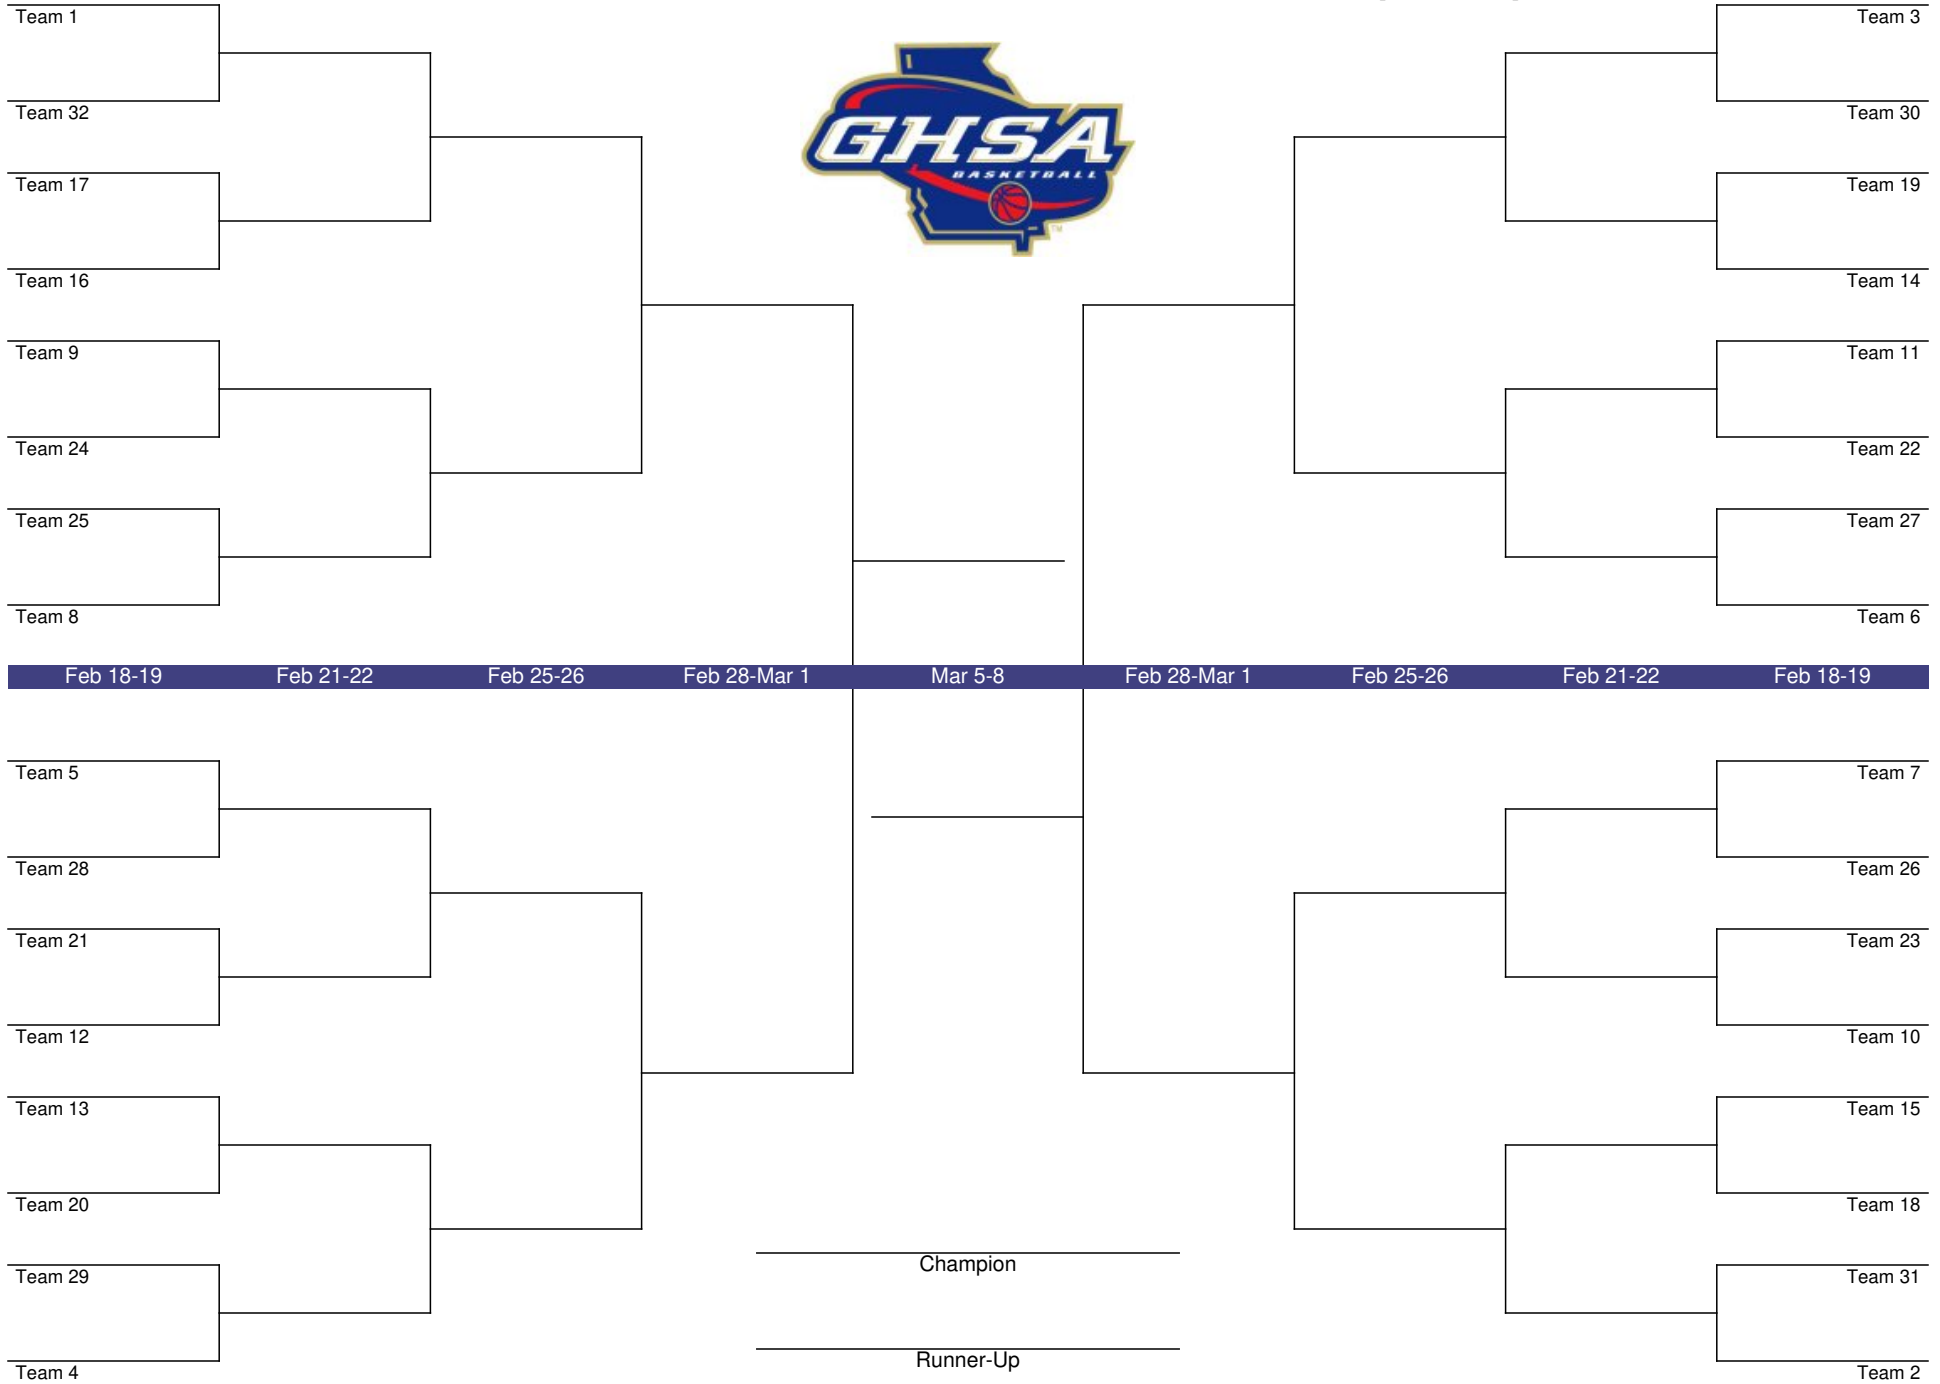 Team 1
Team 32
Team 17
Team 16
Team 9
Team 24
Team 25
Team 8
GHSA
BASKETBALL
TM
Team 3
Team 30
Team 19
Team 14
Team 11
Team 22
Team 27
Team 6
Feb 18-19 Feb 21-22 Feb 25-26 Feb 28-Mar 1 Mar 5-8 Feb 28-Mar 1 Feb 25-26 Feb 21-22 Feb 18-19
Team 5
Team 28
Team 21
Team 12
Team 13
Team 20
Team 29
Team 4
Champion
Runner-Up
Team 7
Team 26
Team 23
Team 10
Team 15
Team 18
Team 31
Team 2